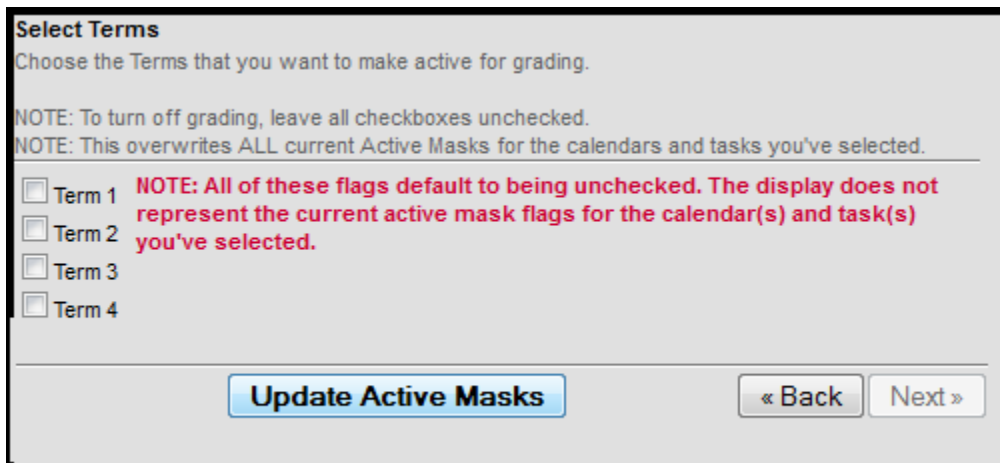 Select Terms
Choose the Terms that you want to make active for grading.
NOTE: To turn off grading, leave all checkboxes unchecked.
NOTE: This overwrites ALL current Active Masks for the calendars and tasks you've selected.
Term 1
NOTE: All of these flags default to being unchecked. The display does not
represent the current active mask flags for the calendar(s) and task(s)
you've selected.
Term 2
Term 3
Term 4
Update Active Masks
« Back
Next »